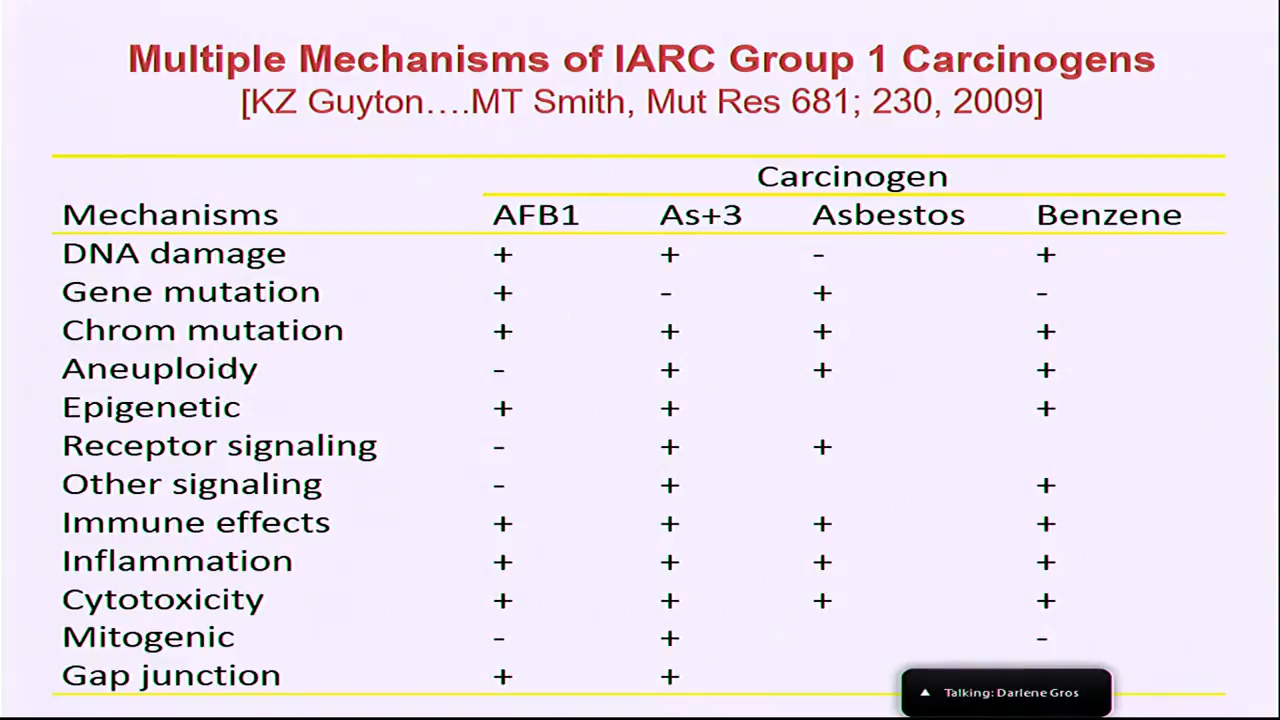 Multiple Mechanisms of IARC Group 1 Carcinogens
[KZ Guyton….MT Smith, Mut Res 681; 230, 2009]
Carcinogen
Mechanisms AFB1 As+3 Asbestos Benzene
DNA damage + + - +
Gene mutation + - + -
Chrom mutation + + + +
Aneuploidy - + + +
Epigenetic + + +
Receptor signaling - + +
Other signaling - + +
Immune effects + + + +
Inflammation + + + +
Cytotoxicity + + + +
Mitogenic - + -
Gap junction + +
Talking: Darlene Gros